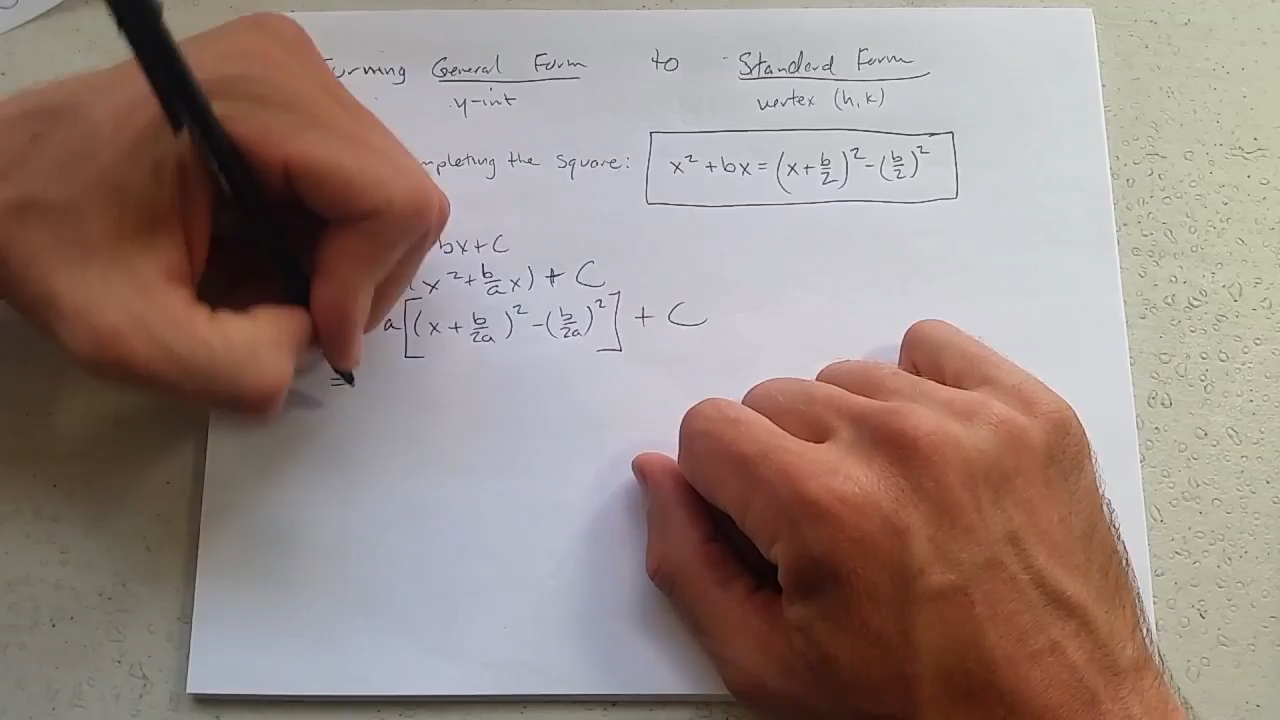 General Form to Standard Form
y-int vertex (h, k)
the Square: x² + bx = (x + b/2)² - (b/2)²
bx + C
(x² + b/a x) + C
a[(x + b/2a)² - (b/2a)²] + C
=